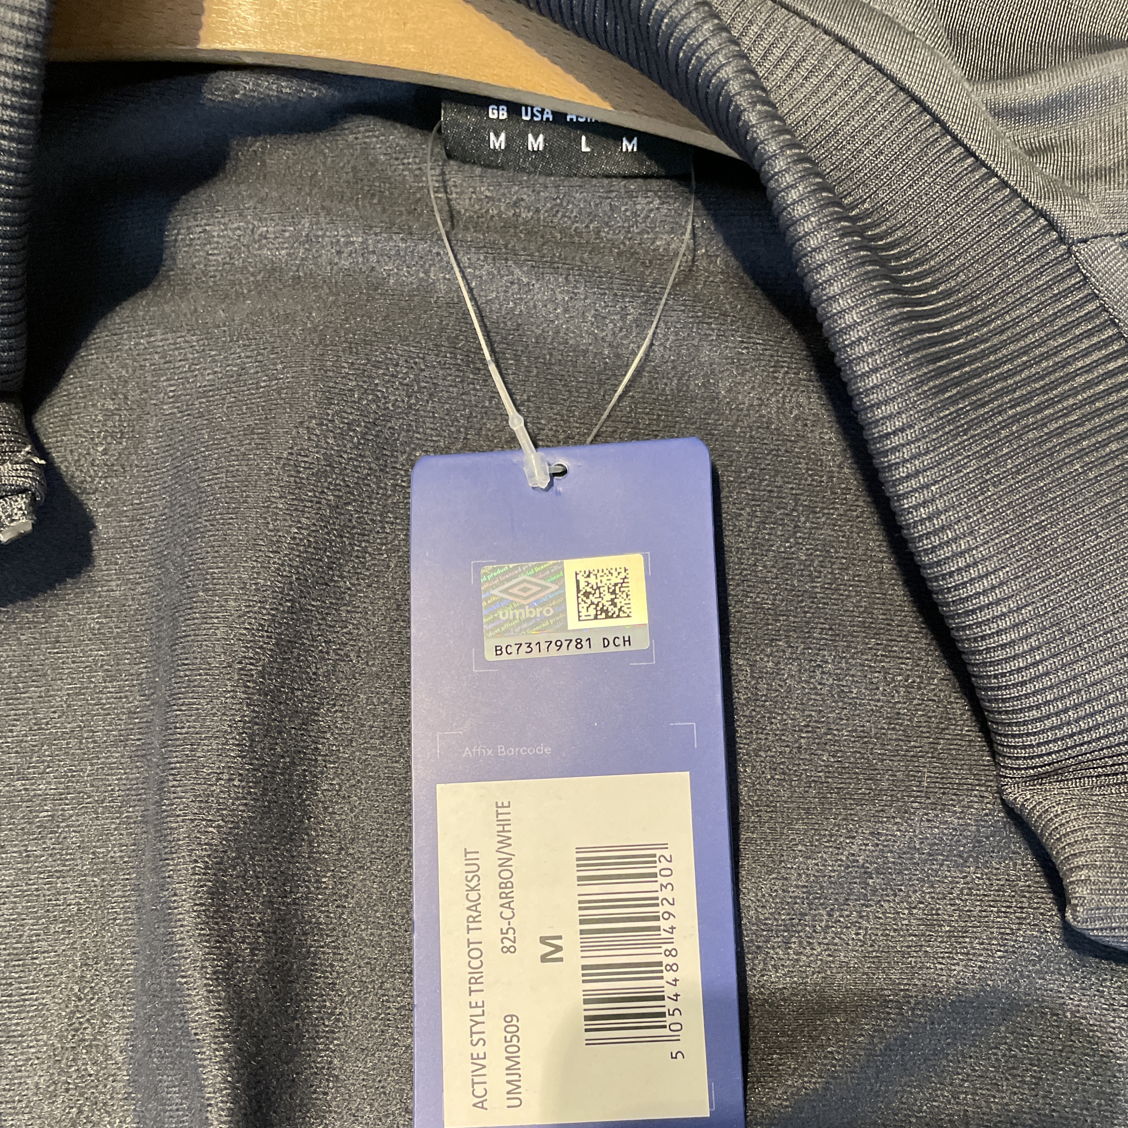 GB USA
M M L M
umbro
BC73179781 DCH
Affix Barcode
ACTIVE STYLE TRICOT TRACKSUIT
UMJM0509 825-CARBON/WHITE
M
5 054488 492302